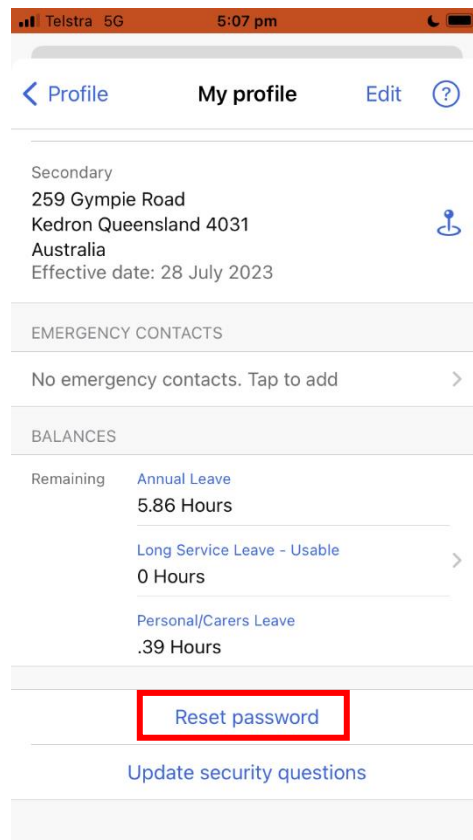 Telstra 5G 5:07 pm
Profile My profile Edit ?
Secondary
259 Gympie Road
Kedron Queensland 4031
Australia
Effective date: 28 July 2023
EMERGENCY CONTACTS
No emergency contacts. Tap to add
BALANCES
Remaining Annual Leave
5.86 Hours
Long Service Leave - Usable
0 Hours
Personal/Carers Leave
.39 Hours
Reset password
Update security questions